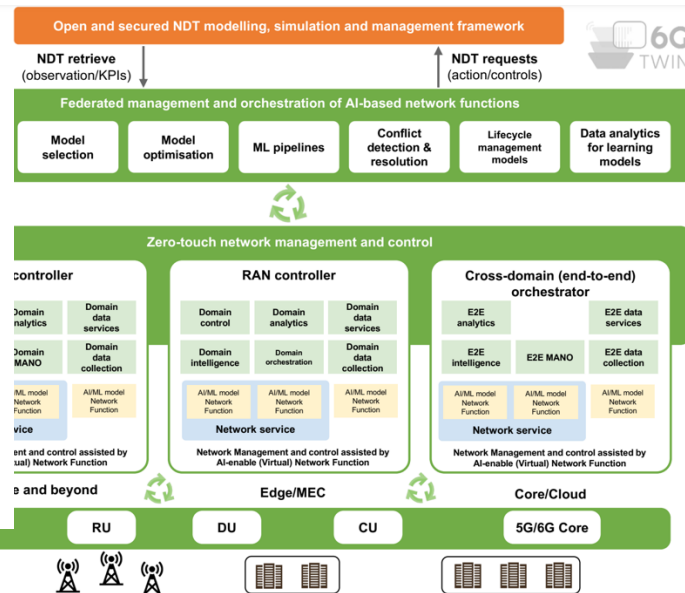 Open and secured NDT modelling, simulation and management framework
6G
TWIN
NDT retrieve
(observation/KPIs)
NDT requests
(action/controls)
Federated management and orchestration of AI-based network functions
Model
selection
Model
optimisation
ML pipelines
Conflict
detection &
resolution
Lifecycle
management
models
Data analytics
for learning
models
Zero-touch network management and control
controller
Domain
analytics
Domain
data
services
Domain
MANO
Domain
data
collection
AI/ML model
Network
Function
AI/ML model
Network
Function
RAN controller
Domain
control
Domain
analytics
Domain
data
services
Domain
intelligence
Domain
orchestration
Domain
data
collection
AI/ML model
Network
Function
AI/ML model
Network
Function
AI/ML model
Network
Function
Network service
Network Management and control assisted by
AI-enable (Virtual) Network Function
Cross-domain (end-to-end)
orchestrator
E2E
analytics
E2E data
services
E2E
intelligence
E2E MANO
E2E data
collection
AI/ML model
Network
Function
AI/ML model
Network
Function
AI/ML model
Network
Function
Network service
Network Management and control assisted by
AI-enable (Virtual) Network Function
and control assisted by
Network Function
and beyond
Edge/MEC
Core/Cloud
RU
DU
CU
5G/6G Core